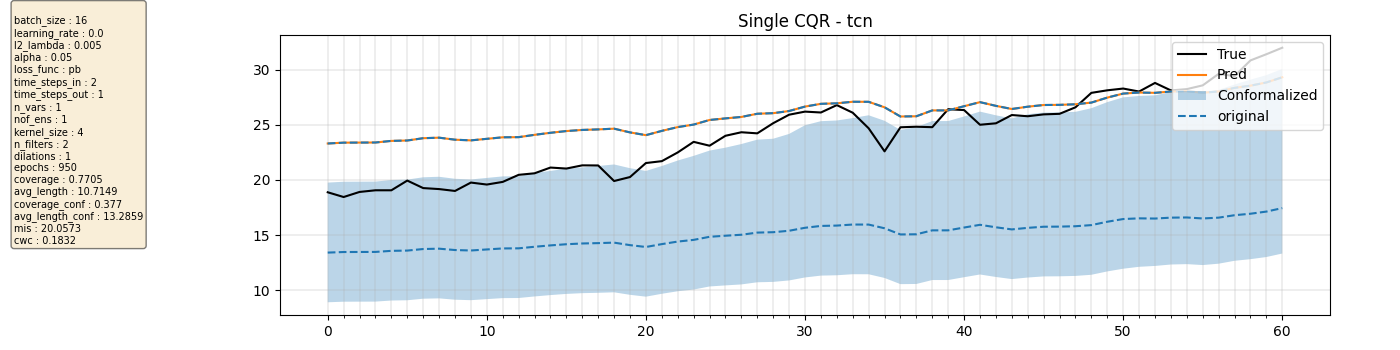 batch_size : 16
learning_rate : 0.0
l2_lambda : 0.005
alpha : 0.05
loss_func : pb
time_steps_in : 2
time_steps_out : 1
n_vars : 1
nof_ens : 1
kernel_size : 4
n_filters : 2
dilations : 1
epochs : 950
coverage : 0.7705
avg_length : 10.7149
coverage_conf : 0.377
avg_length_conf : 13.2859
mis : 20.0573
cwc : 0.1832
Single CQR - tcn
30
25
20
15
10
0 10 20 30 40 50 60
True
Pred
Conformalized
original